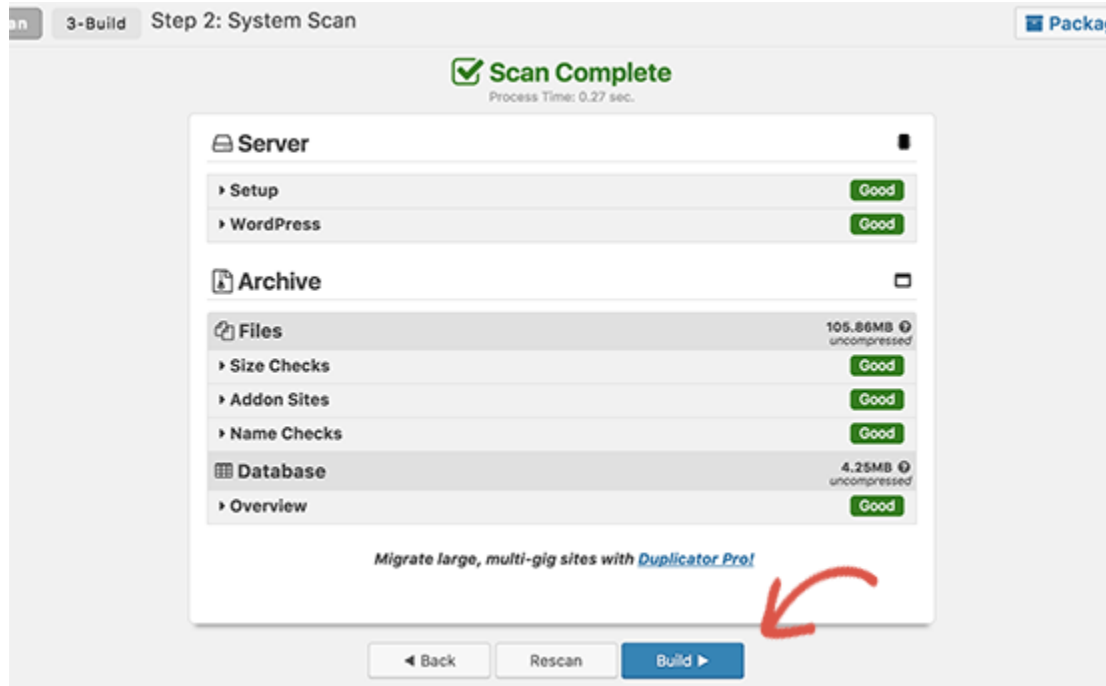 3-Build Step 2: System Scan
Scan Complete
Process Time: 0.27 sec.
Server
Setup Good
WordPress Good
Archive
Files 105.86MB
uncompressed
Size Checks Good
Addon Sites Good
Name Checks Good
Database 4.25MB
uncompressed
Overview Good
Migrate large, multi-gig sites with Duplicator Pro!
Back Rescan Build